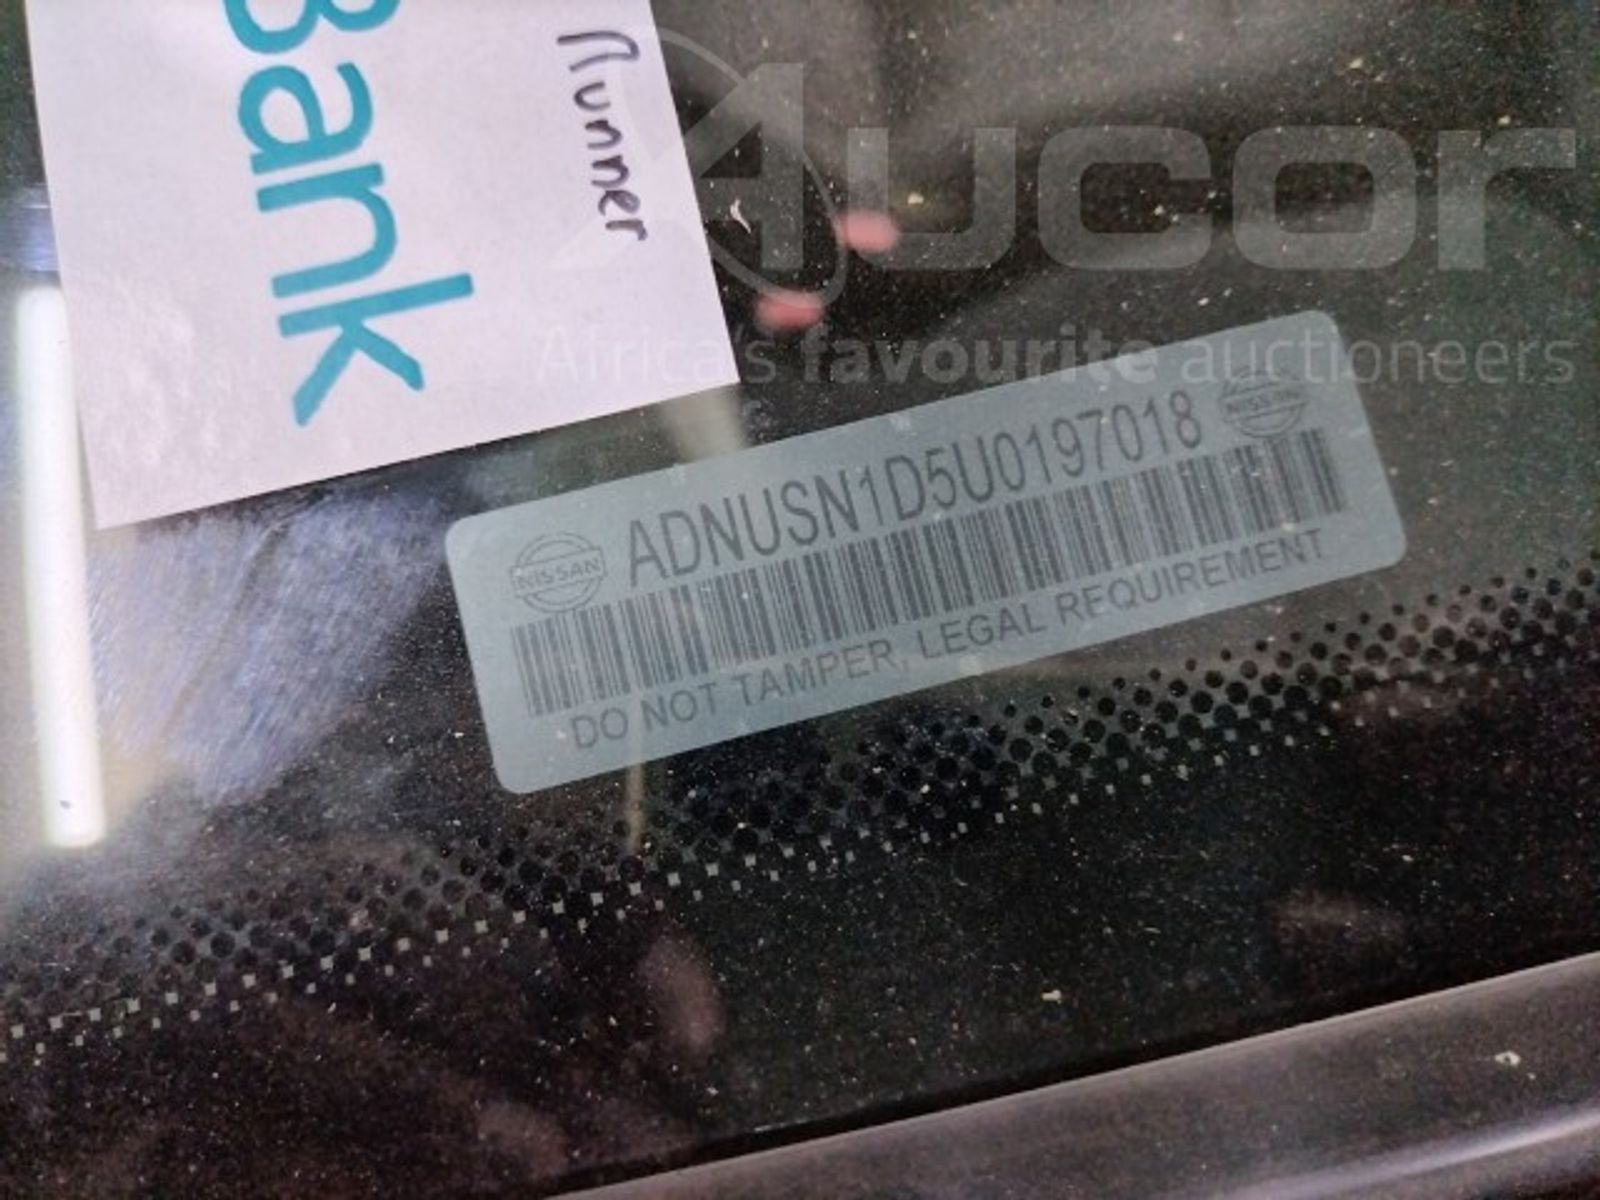 Bank
Runner
Aucor
Africa's favourite auctioneers
NISSAN
ADNUSN1D5U0197018
NISSAN
DO NOT TAMPER, LEGAL REQUIREMENT